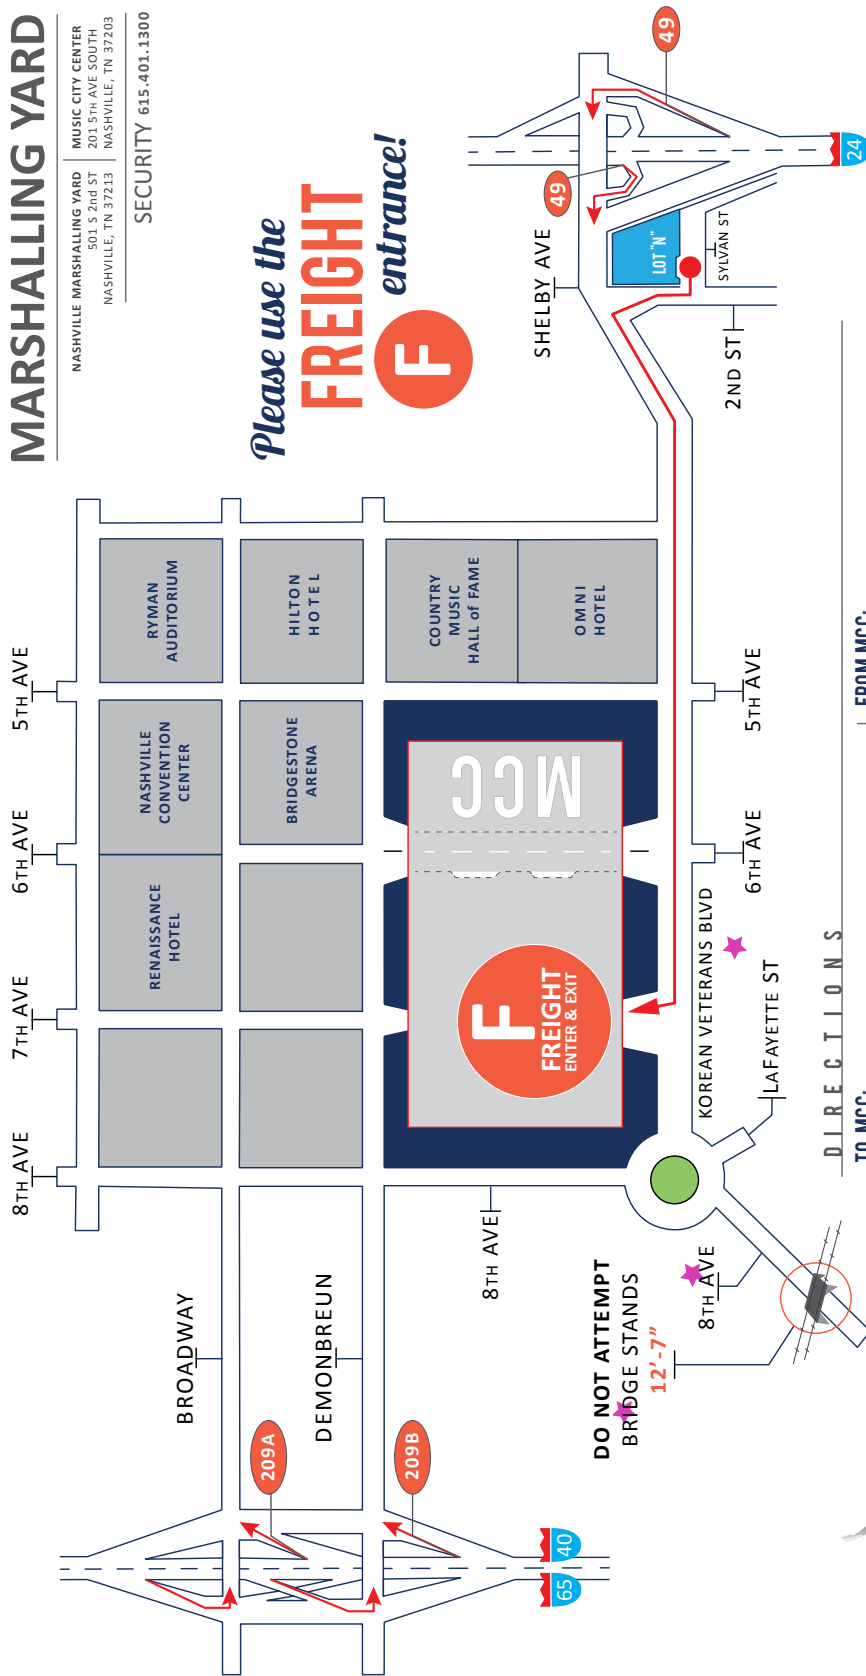 MARSHALLING YARD
NASHVILLE MARSHALLING YARD
501 S 2nd ST
NASHVILLE, TN 37213
MUSIC CITY CENTER
201 5TH AVE SOUTH
NASHVILLE, TN 37203
SECURITY 615.401.1300
Please use the
FREIGHT
F entrance!
BROADWAY
DEMONBREUN
209A
209B
65
40
8TH AVE
7TH AVE
6TH AVE
5TH AVE
RENAISSANCE
HOTEL
NASHVILLE
CONVENTION
CENTER
RYMAN
AUDITORIUM
BRIDGESTONE
ARENA
HILTON
HOTEL
COUNTRY
MUSIC
HALL of FAME
OMNI
HOTEL
MCC
F
FREIGHT
ENTER & EXIT
8TH AVE
DO NOT ATTEMPT
BRIDGE STANDS
12'-7"
8TH AVE
LAFAYETTE ST
KOREAN VETERANS BLVD
6TH AVE
5TH AVE
SHELBY AVE
49
49
LOT "N"
SYLVAN ST
2ND ST
24
DIRECTIONS
TO MCC:
FROM MCC: